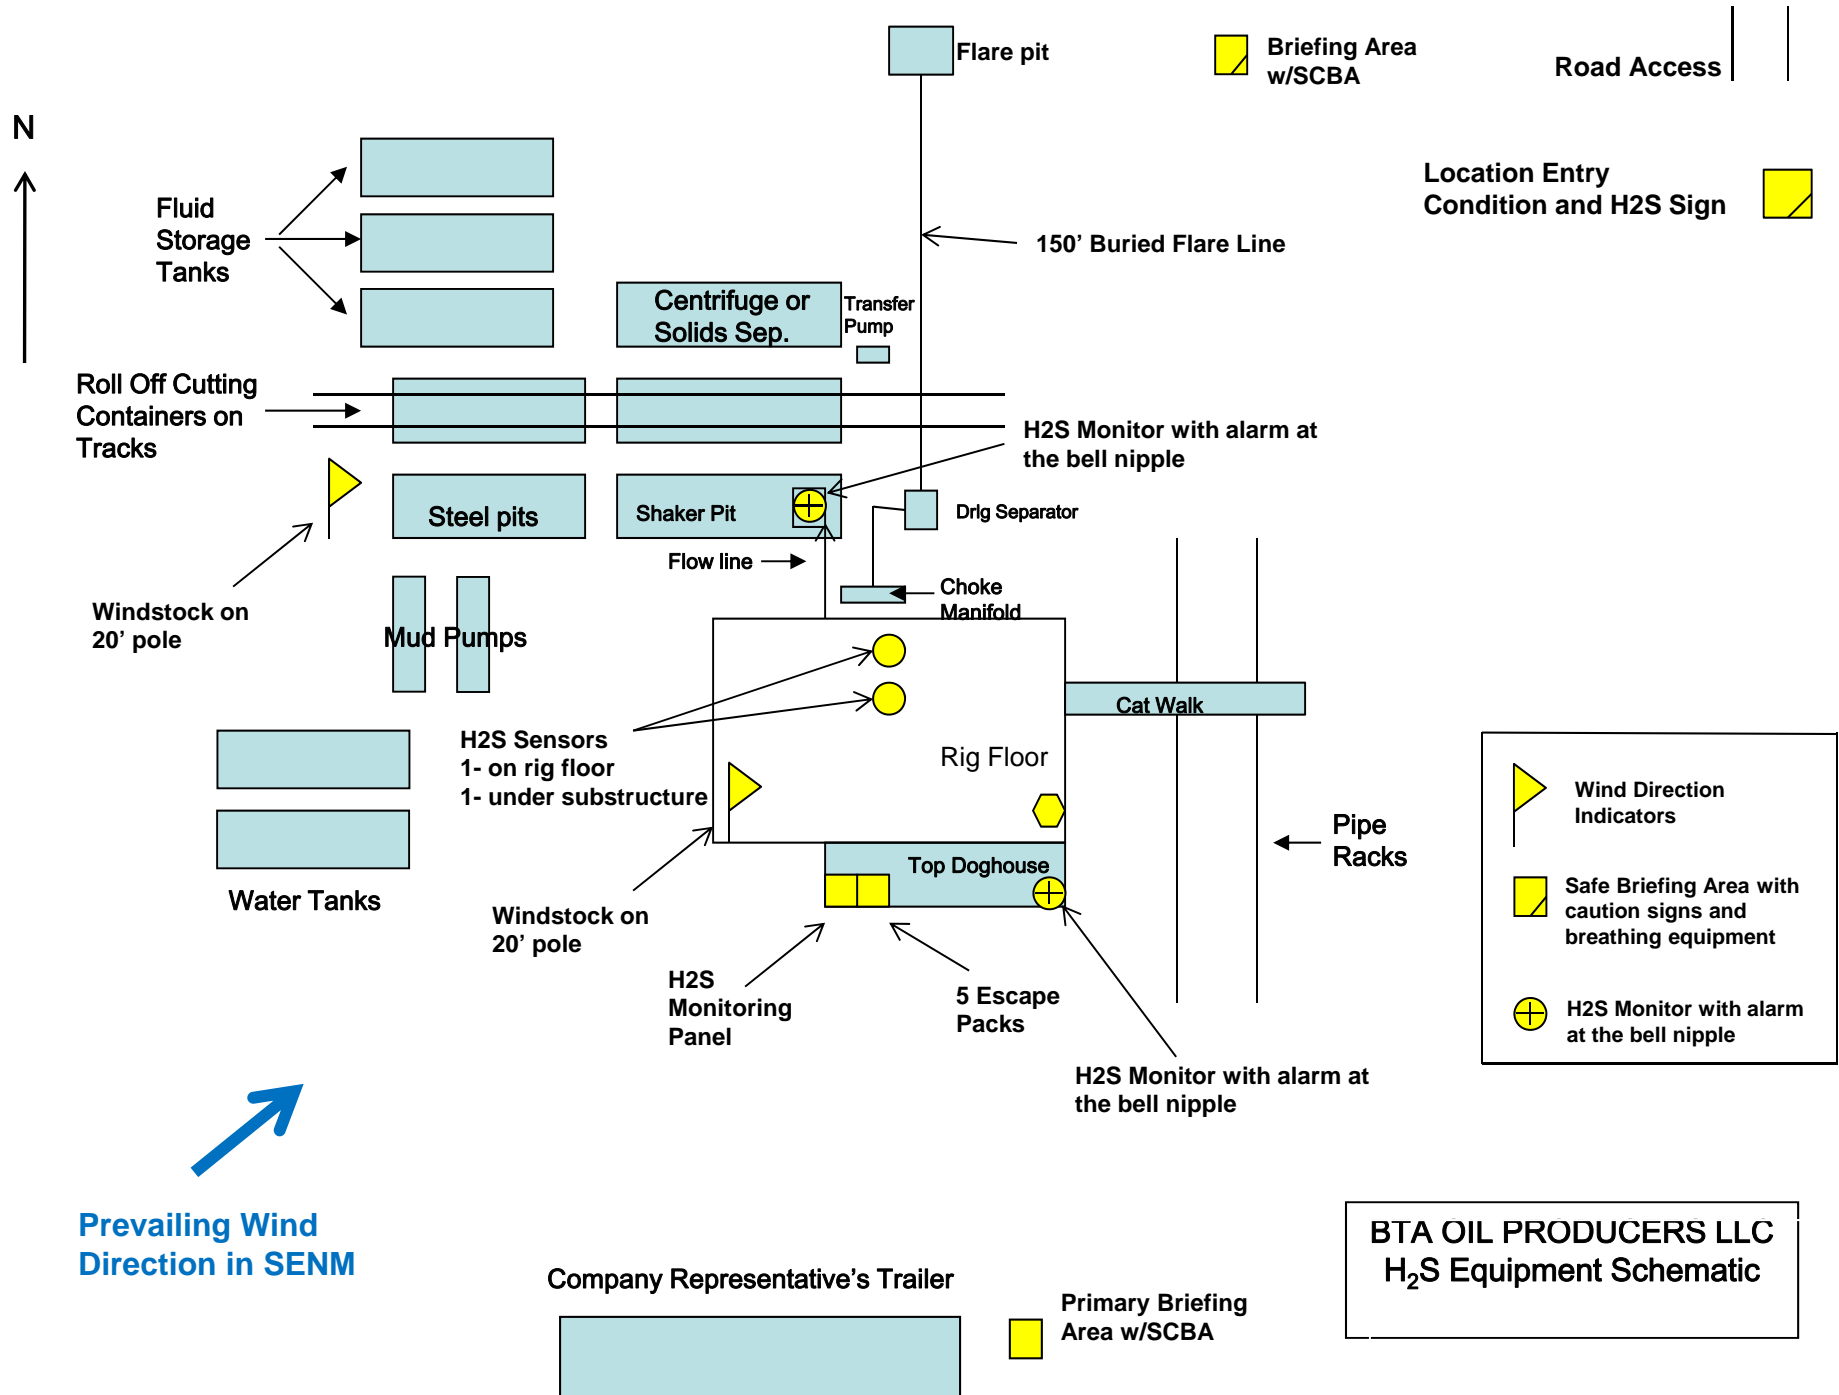 Flare pit
Briefing Area
w/SCBA
Road Access
N
Location Entry
Condition and H2S Sign
Fluid
Storage
Tanks
150' Buried Flare Line
Centrifuge or
Solids Sep.
Transfer
Pump
Roll Off Cutting
Containers on
Tracks
H2S Monitor with alarm at
the bell nipple
Steel pits
Shaker Pit
Drlg Separator
Flow line
Choke
Manifold
Windstock on
20' pole
Mud Pumps
Cat Walk
H2S Sensors
1- on rig floor
1- under substructure
Rig Floor
Wind Direction
Indicators
Pipe
Racks
Top Doghouse
Water Tanks
Safe Briefing Area with
caution signs and
breathing equipment
Windstock on
20' pole
H2S
Monitoring
Panel
5 Escape
Packs
H2S Monitor with alarm
at the bell nipple
H2S Monitor with alarm at
the bell nipple
Prevailing Wind
Direction in SENM
BTA OIL PRODUCERS LLC
H₂S Equipment Schematic
Company Representative's Trailer
Primary Briefing
Area w/SCBA